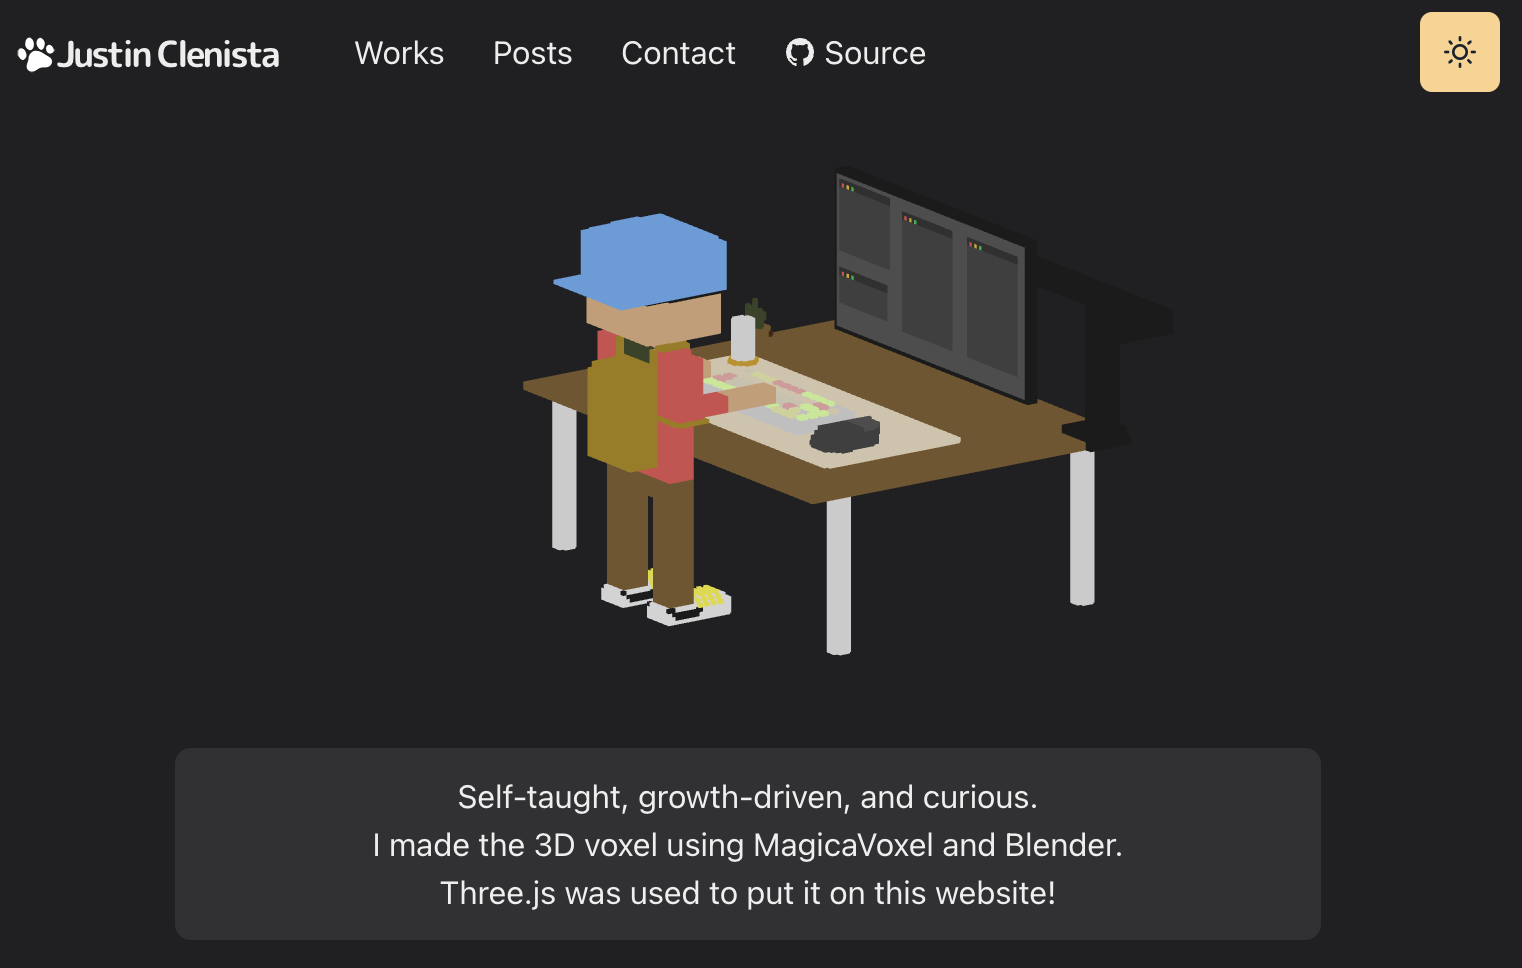 Justin Clenista
Works
Posts
Contact
Source
Self-taught, growth-driven, and curious.
I made the 3D voxel using MagicaVoxel and Blender.
Three.js was used to put it on this website!